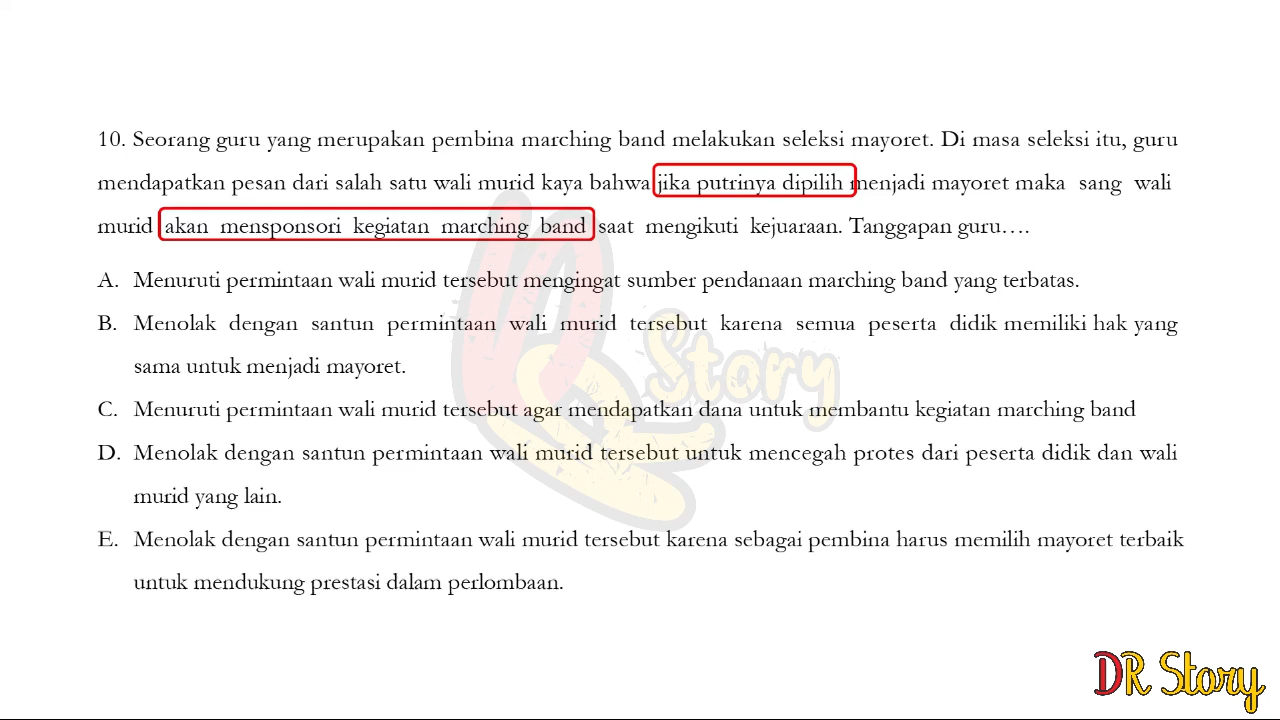 10. Seorang guru yang merupakan pembina marching band melakukan seleksi mayoret. Di masa seleksi itu, guru
mendapatkan pesan dari salah satu wali murid kaya bahwa jika putrinya dipilih menjadi mayoret maka sang wali
murid akan mensponsori kegiatan marching band saat mengikuti kejuaraan. Tanggapan guru….
A. Menuruti permintaan wali murid tersebut mengingat sumber pendanaan marching band yang terbatas.
B. Menolak dengan santun permintaan wali murid tersebut karena semua peserta didik memiliki hak yang
sama untuk menjadi mayoret.
C. Menuruti permintaan wali murid tersebut agar mendapatkan dana untuk membantu kegiatan marching band
D. Menolak dengan santun permintaan wali murid tersebut untuk mencegah protes dari peserta didik dan wali
murid yang lain.
E. Menolak dengan santun permintaan wali murid tersebut karena sebagai pembina harus memilih mayoret terbaik
untuk mendukung prestasi dalam perlombaan.
Story
DR Story